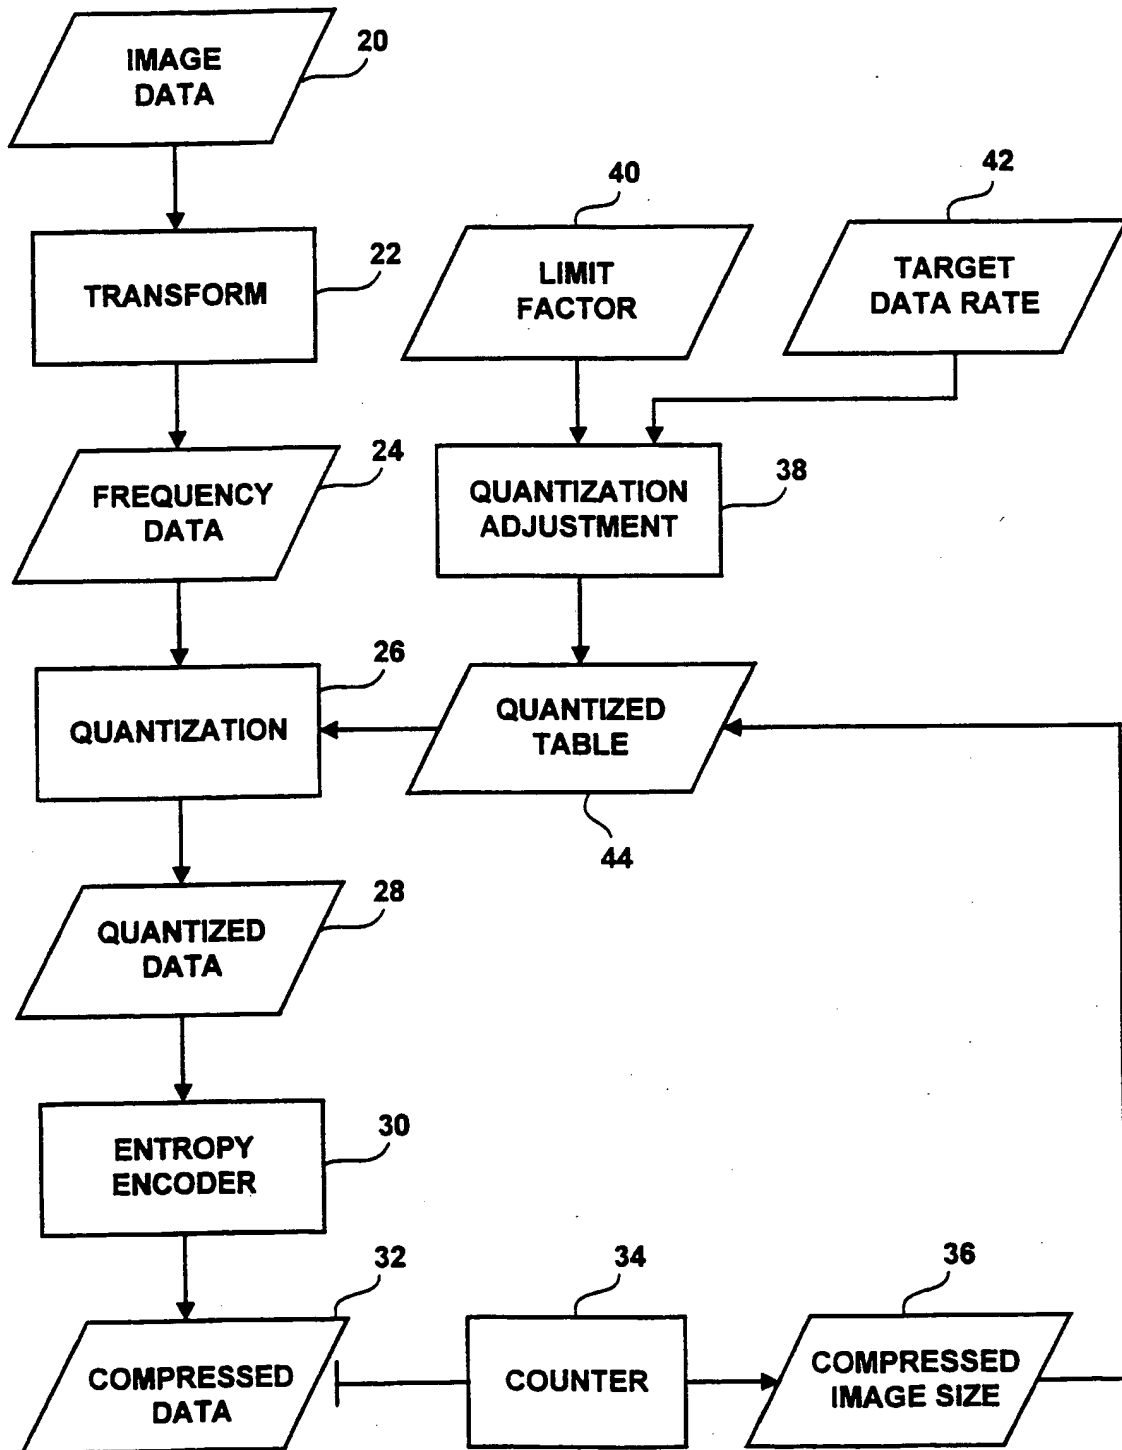 IMAGE
DATA
20
TRANSFORM
22
40
LIMIT
FACTOR
42
TARGET
DATA RATE
FREQUENCY
DATA
24
QUANTIZATION
ADJUSTMENT
38
QUANTIZATION
26
QUANTIZED
TABLE
44
QUANTIZED
DATA
28
ENTROPY
ENCODER
30
COMPRESSED
DATA
32
COUNTER
34
COMPRESSED
IMAGE SIZE
36